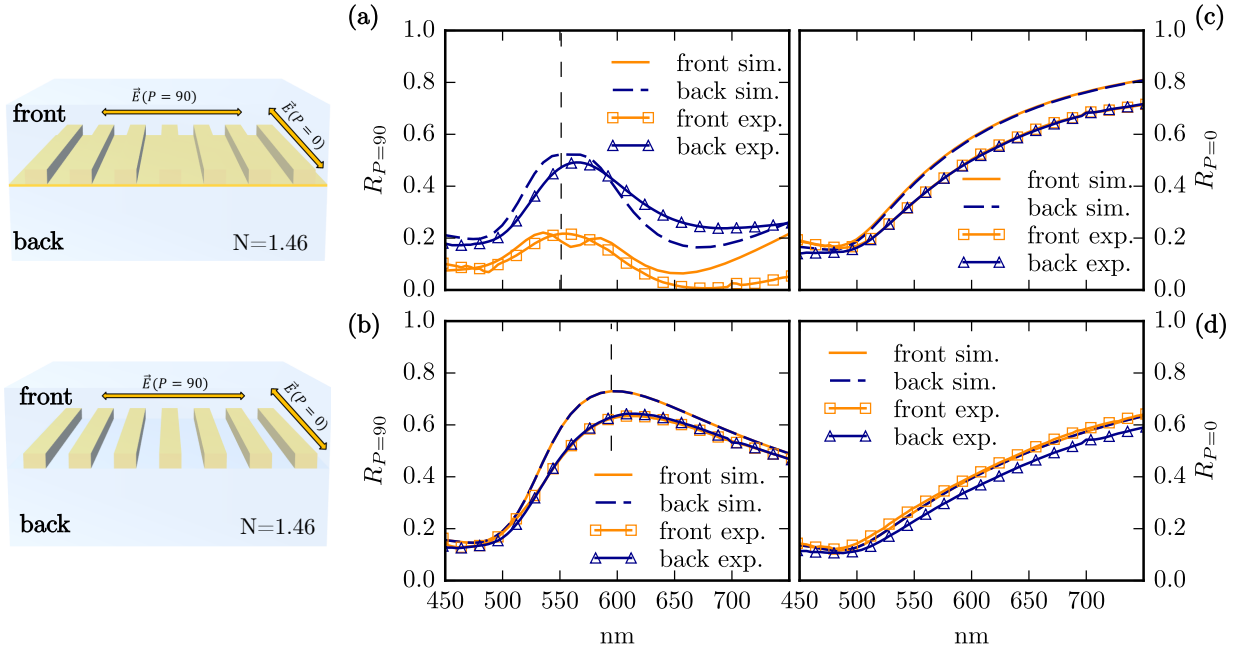 (a)
(c)
front
E⃗(P = 90)
E⃗(P=0)
back
N=1.46
1.0
0.8
0.6
0.4
0.2
0.0
R_{P=90}
front sim.
back sim.
front exp.
back exp.
front sim.
back sim.
front exp.
back exp.
1.0
0.8
0.6
0.4
0.2
0.0
R_{P=0}
(b)
(d)
front
E⃗(P = 90)
E⃗(P=0)
back
N=1.46
1.0
0.8
0.6
0.4
0.2
0.0
R_{P=90}
front sim.
back sim.
front exp.
back exp.
450 500 550 600 650 700
nm
front sim.
back sim.
front exp.
back exp.
1.0
0.8
0.6
0.4
0.2
0.0
R_{P=0}
450 500 550 600 650 700
nm